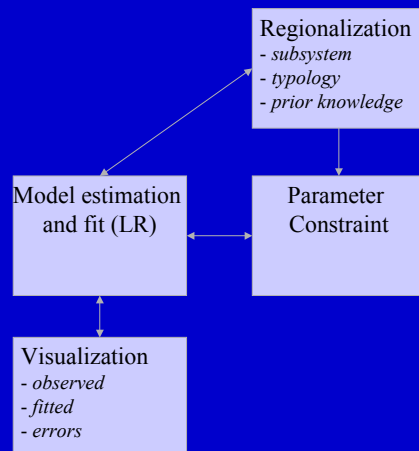 Regionalization
- subsystem
- typology
- prior knowledge
Model estimation
and fit (LR)
Parameter
Constraint
Visualization
- observed
- fitted
- errors